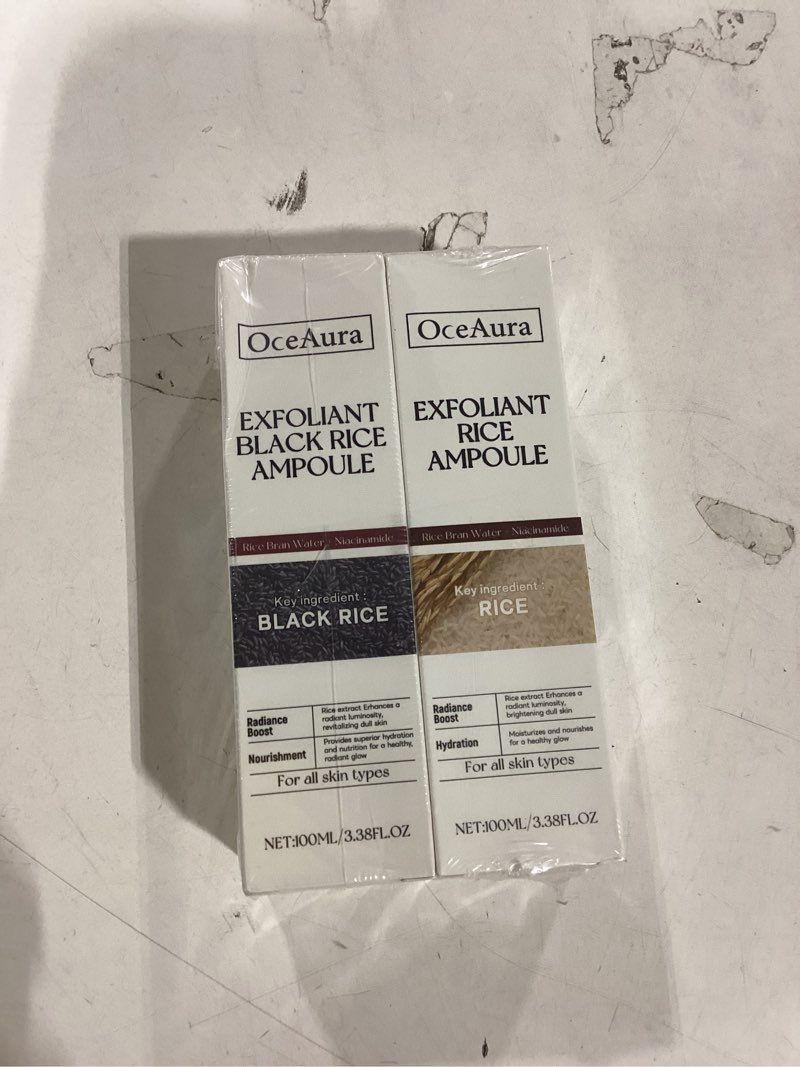 OceAura
EXFOLIANT
BLACK RICE
AMPOULE
Rice Bran Water · Niacinamide
Key ingredient :
BLACK RICE
Radiance
Boost
Rice extract Enhances a
radiant luminosity,
revitalizing dull skin
Nourishment
Provides superior hydration
and nutrition for a healthy,
radiant glow
For all skin types
NET:100ML/3.38FL.OZ
OceAura
EXFOLIANT
RICE
AMPOULE
Rice Bran Water · Niacinamide
Key ingredient :
RICE
Radiance
Boost
Rice extract Enhances a
radiant luminosity,
brightening dull skin
Hydration
Moisturizes and nourishes
for a healthy glow
For all skin types
NET:100ML/3.38FL.OZ